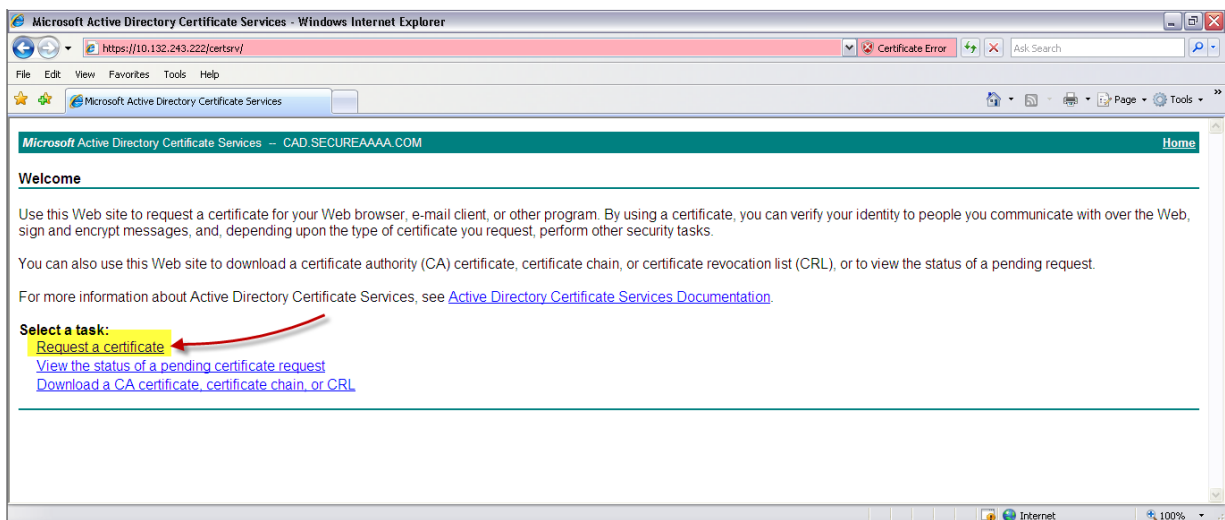 Microsoft Active Directory Certificate Services - Windows Internet Explorer
https://10.132.243.222/certsrv/
Certificate Error
Ask Search
File Edit View Favorites Tools Help
Microsoft Active Directory Certificate Services
Page
Tools
Microsoft Active Directory Certificate Services -- CAD.SECUREAAAA.COM
Home
Welcome
Use this Web site to request a certificate for your Web browser, e-mail client, or other program. By using a certificate, you can verify your identity to people you communicate with over the Web,
sign and encrypt messages, and, depending upon the type of certificate you request, perform other security tasks.
You can also use this Web site to download a certificate authority (CA) certificate, certificate chain, or certificate revocation list (CRL), or to view the status of a pending request.
For more information about Active Directory Certificate Services, see Active Directory Certificate Services Documentation.
Select a task:
Request a certificate
View the status of a pending certificate request
Download a CA certificate, certificate chain, or CRL
Internet
100%